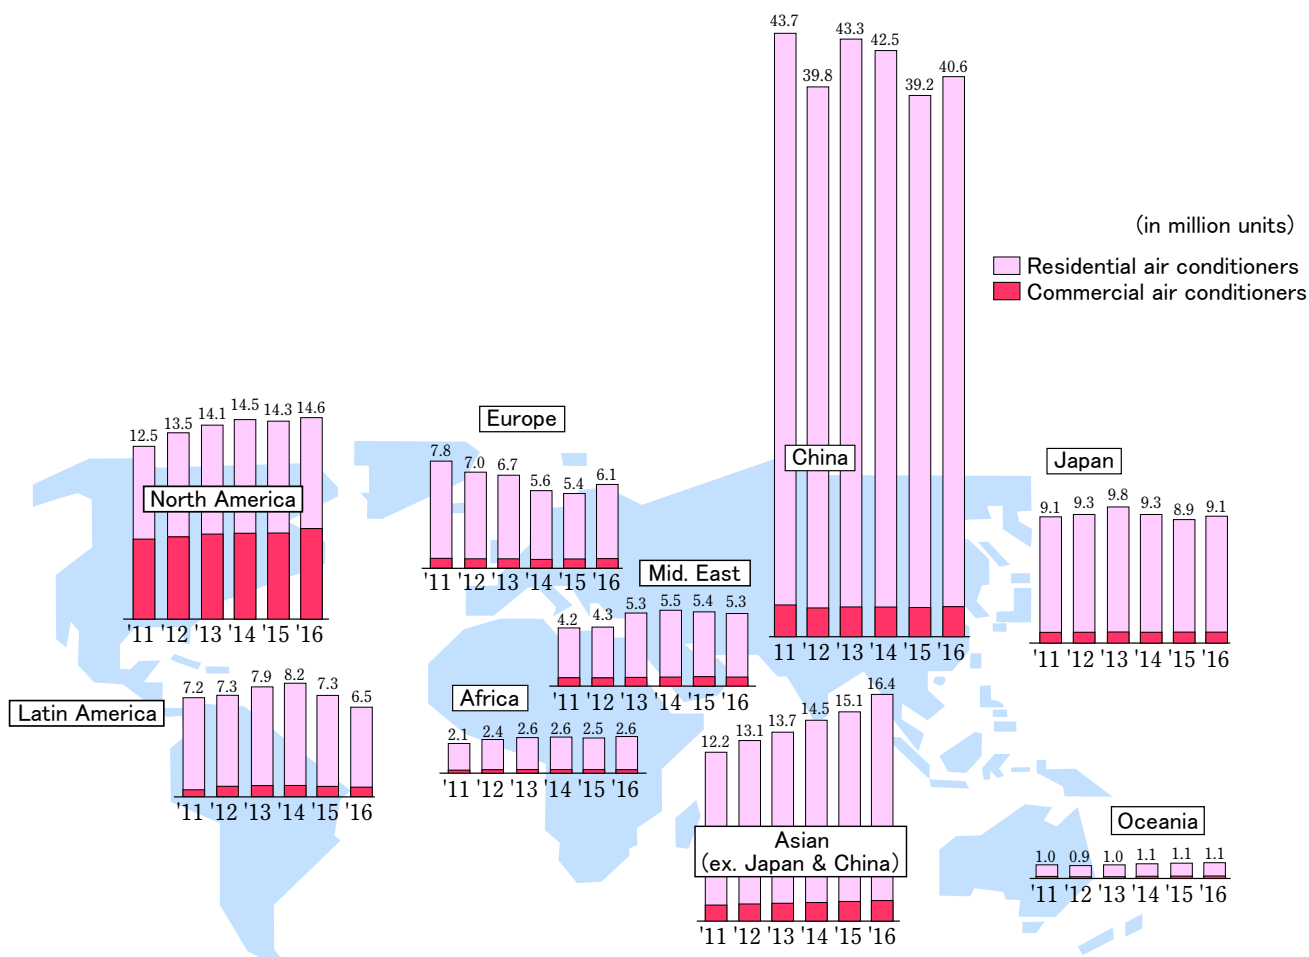 43.7
39.8
43.3
42.5
39.2
40.6
China
11 '12 '13 '14 '15 '16
(in million units)
Residential air conditioners
Commercial air conditioners
12.5 13.5 14.1 14.5 14.3 14.6
North America
'11 '12 '13 '14 '15 '16
Europe
7.8 7.0 6.7 5.6 5.4 6.1
'11 '12 '13 '14 '15 '16
Japan
9.1 9.3 9.8 9.3 8.9 9.1
'11 '12 '13 '14 '15 '16
Mid. East
4.2 4.3 5.3 5.5 5.4 5.3
'11 '12 '13 '14 '15 '16
Latin America
7.2 7.3 7.9 8.2 7.3 6.5
'11 '12 '13 '14 '15 '16
Africa
2.1 2.4 2.6 2.6 2.5 2.6
'11 '12 '13 '14 '15 '16
12.2 13.1 13.7 14.5 15.1 16.4
Asian
(ex. Japan & China)
'11 '12 '13 '14 '15 '16
Oceania
1.0 0.9 1.0 1.1 1.1 1.1
'11 '12 '13 '14 '15 '16